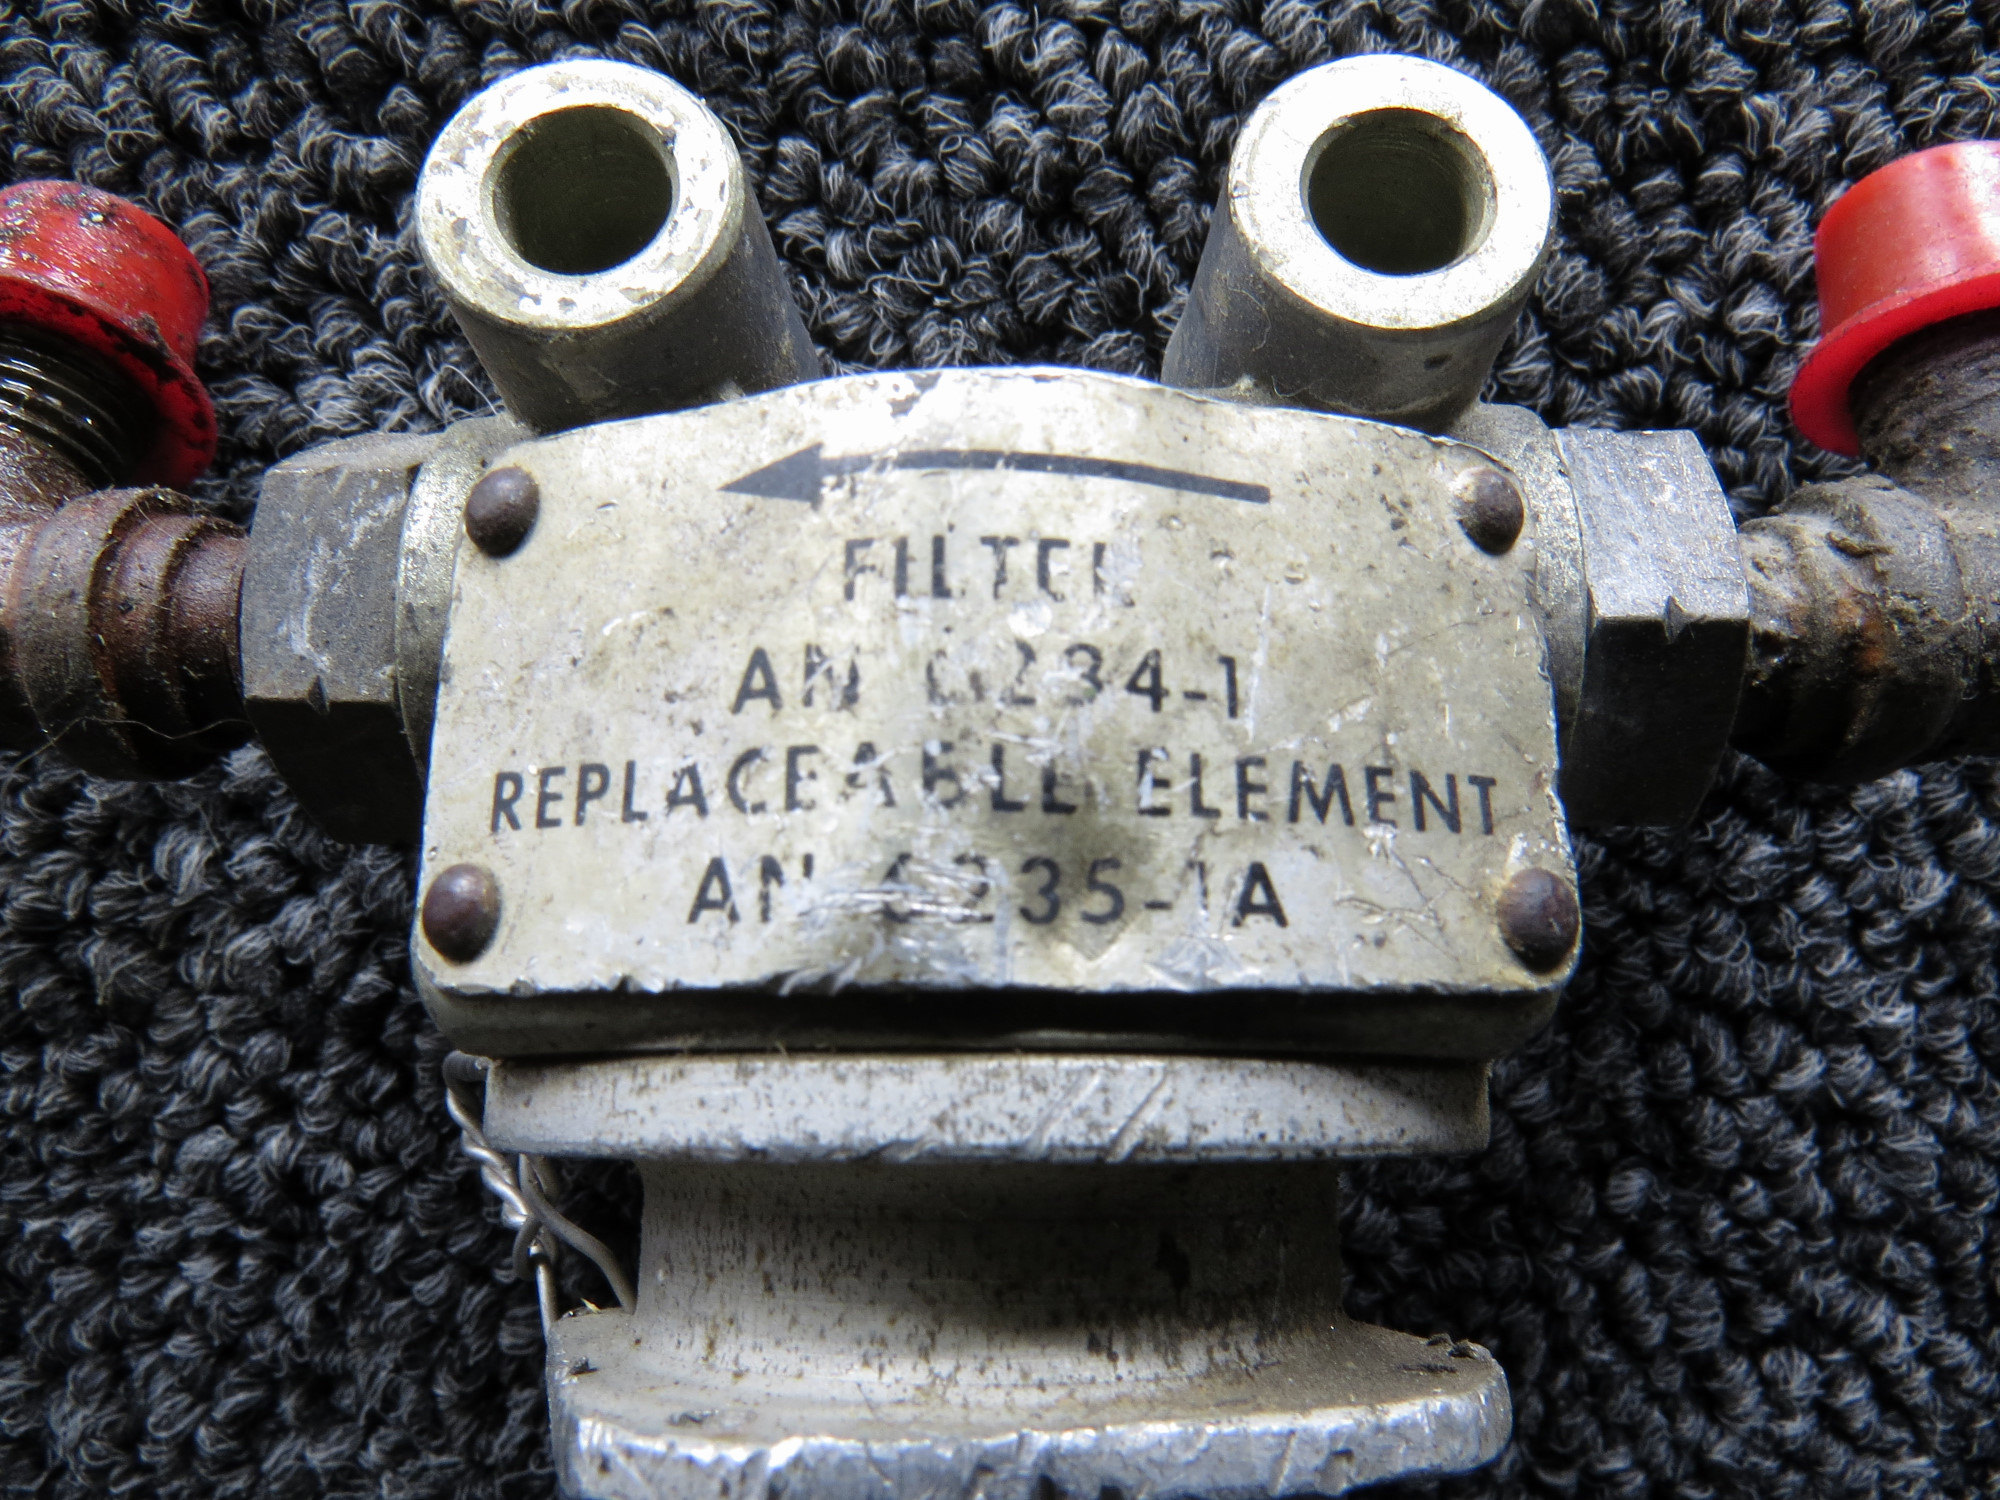 FILTER
AN 6234-1
REPLACEABLE ELEMENT
AN 6235-1A